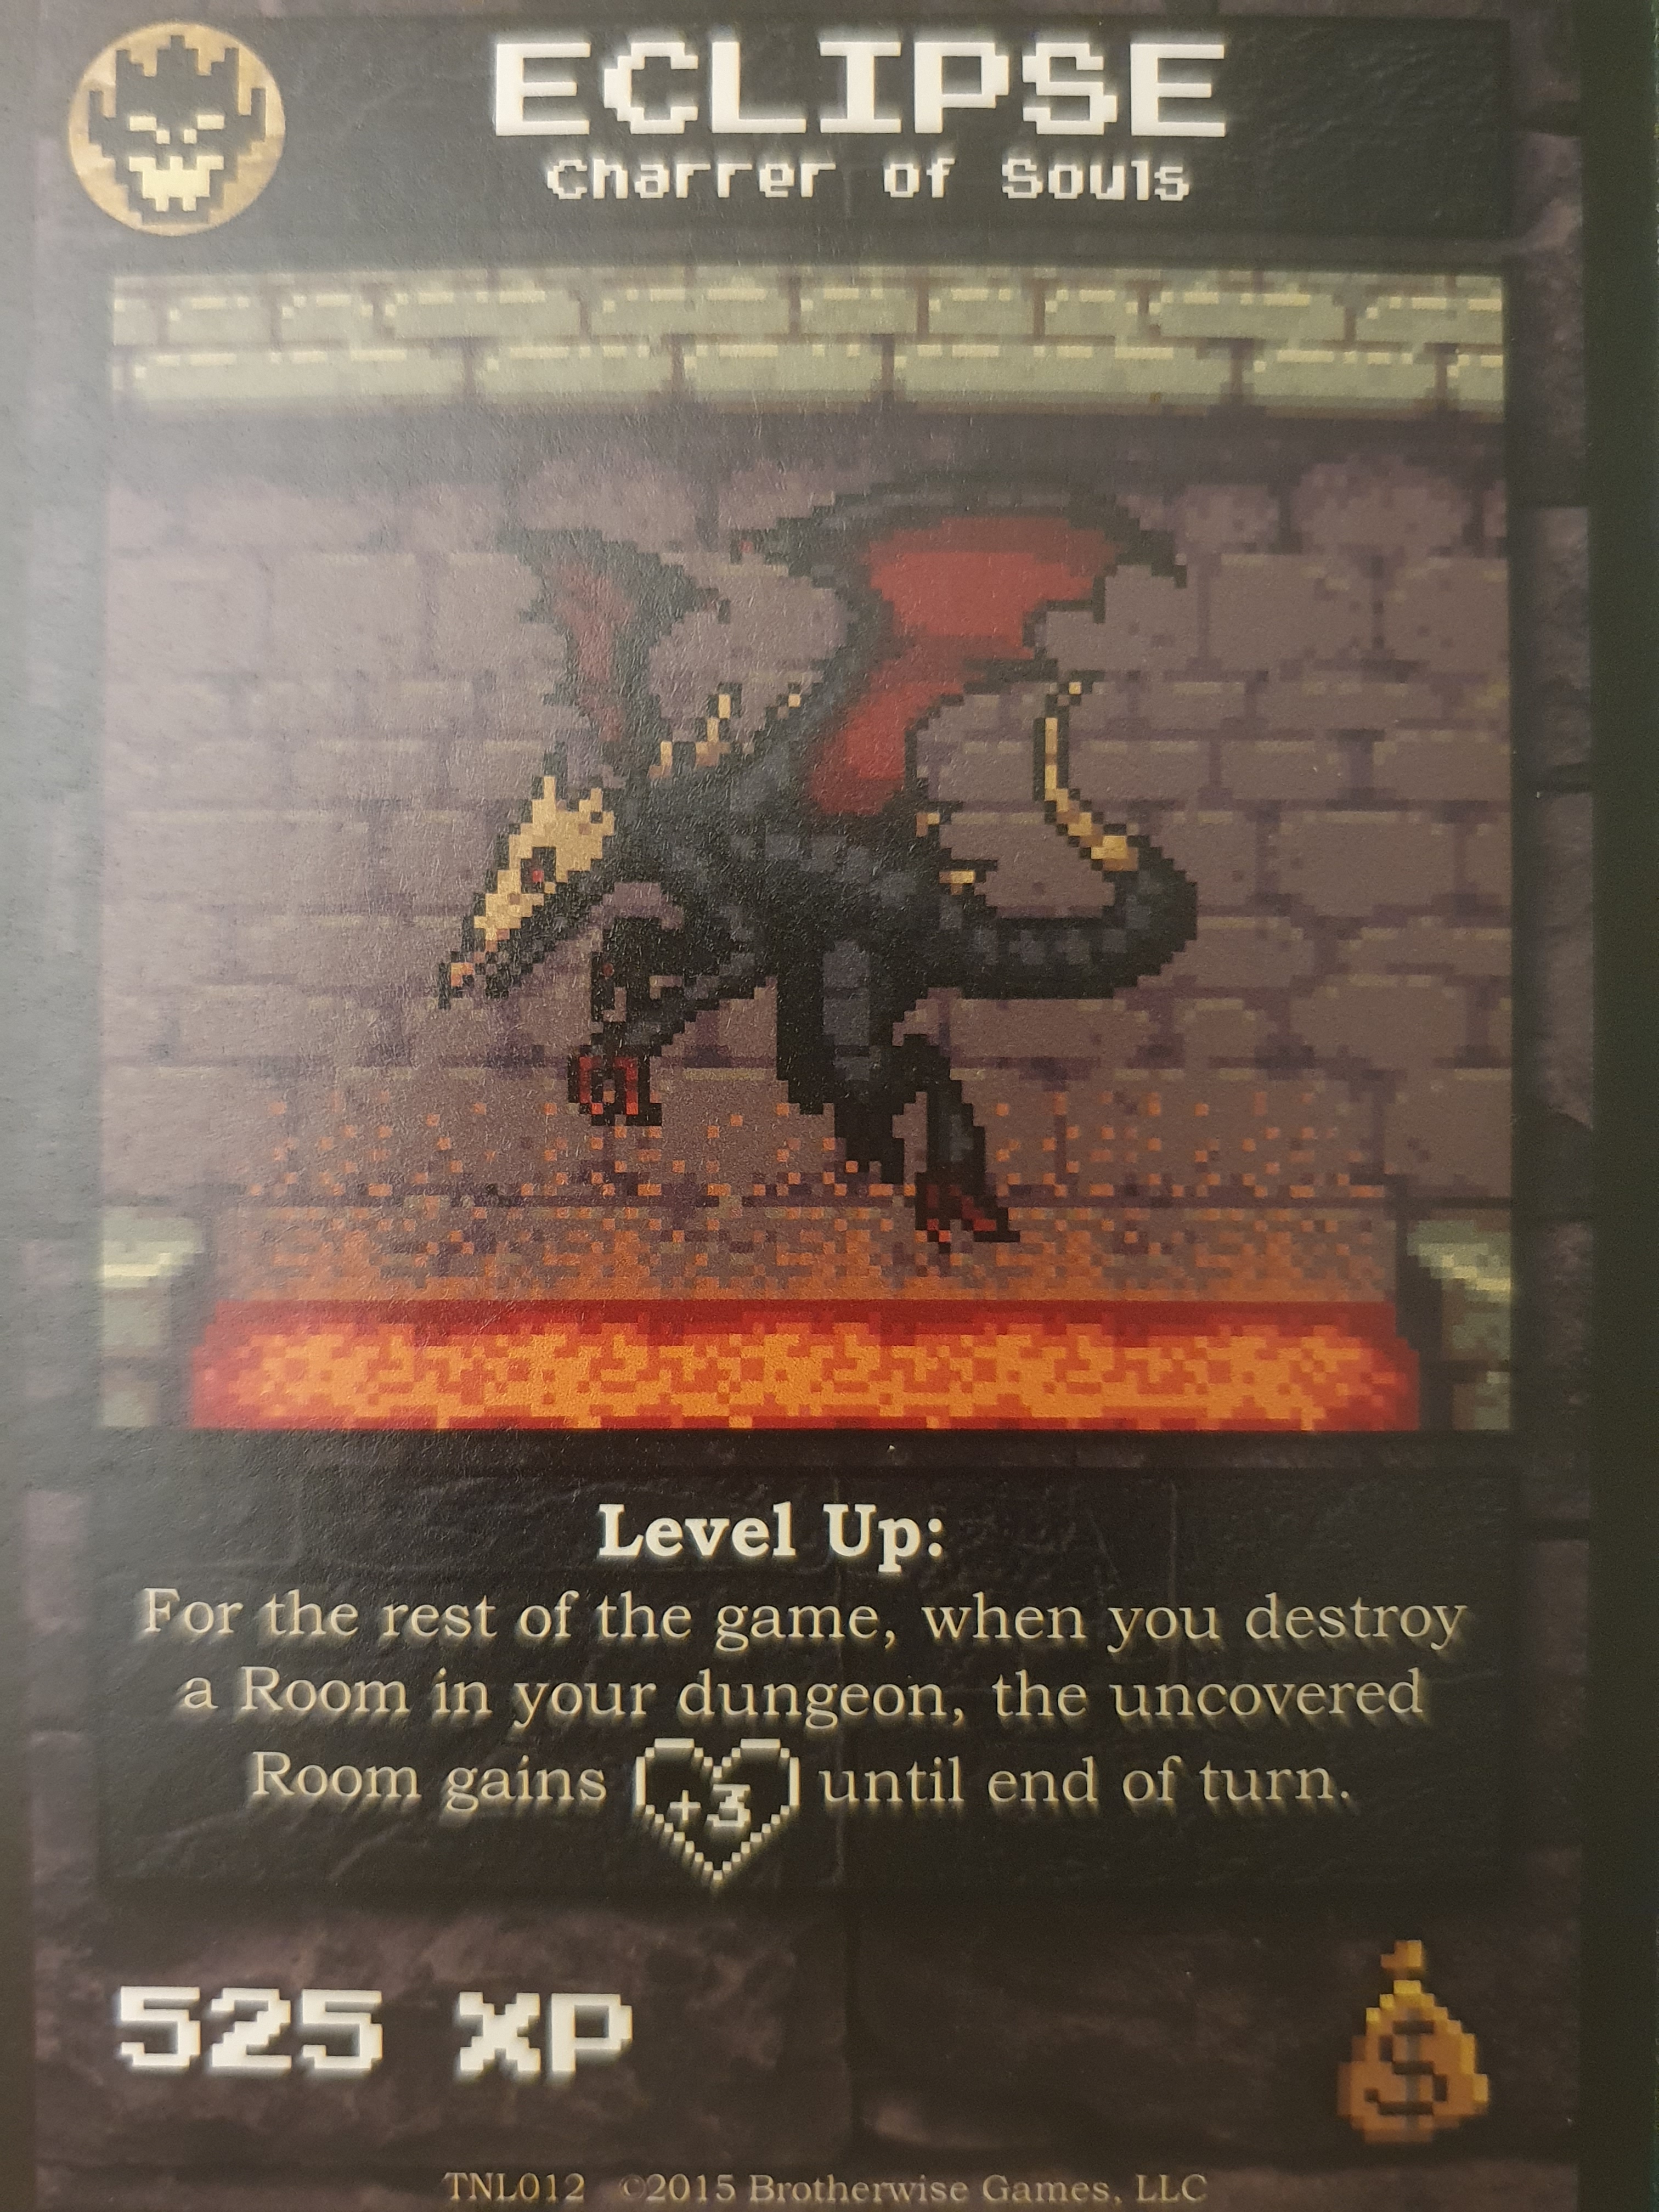 ECLIPSE
Charrer of Souls
Level Up:
For the rest of the game, when you destroy
a Room in your dungeon, the uncovered
Room gains +3 until end of turn.
525 XP
$
TNL012 ©2015 Brotherwise Games, LLC